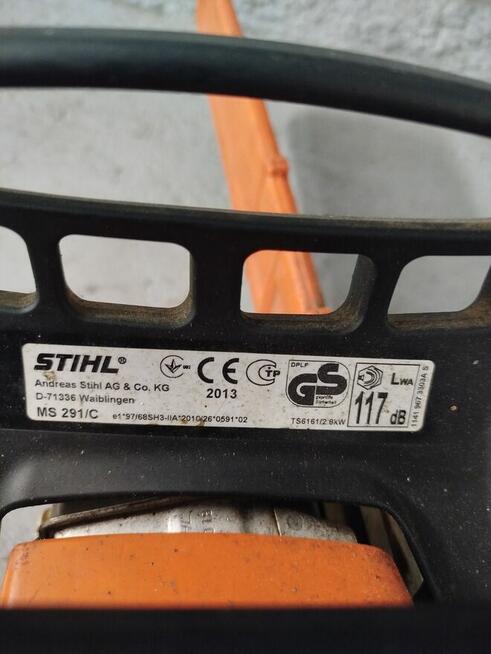 STIHL®
Andreas Stihl AG & Co. KG
D-71336 Waiblingen
MS 291/C
e1*97/68SH3-IIA*2010/26*0591*02
CE
2013
DPLF
GS
geprüfte
Sicherheit
TS6161/2.8kW
LWA
117 dB
1141 967 3503A S